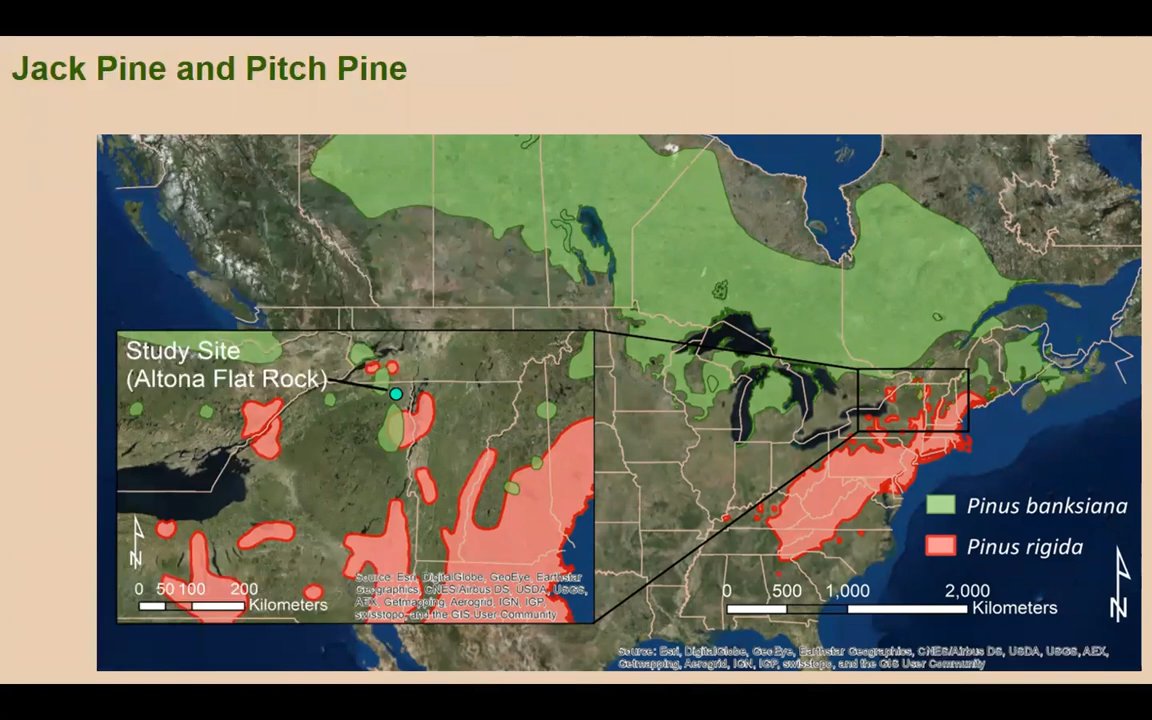 Jack Pine and Pitch Pine
Study Site
(Altona Flat Rock)
N
0 50 100 200
Kilometers
Source: Esri, DigitalGlobe, GeoEye, Earthstar
Geographics, CNES/Airbus DS, USDA, USGS,
AEX, Getmapping, Aerogrid, IGN, IGP,
swisstopo, and the GIS User Community
Pinus banksiana
Pinus rigida
0 500 1,000 2,000
Kilometers
N
Source: Esri, DigitalGlobe, GeoEye, Earthstar Geographics, CNES/Airbus DS, USDA, USGS, AEX,
Getmapping, Aerogrid, IGN, IGP, swisstopo, and the GIS User Community